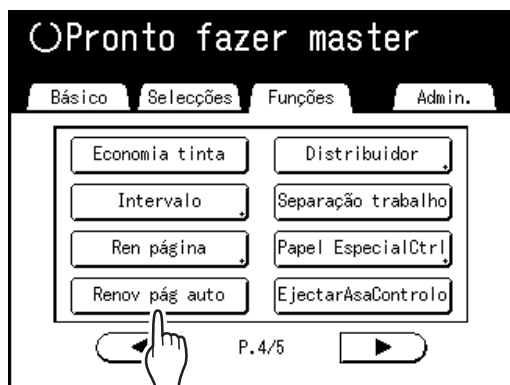 Pronto fazer master
Básico Selecções Funções Admin.
Economia tinta Distribuidor
Intervalo Separação trabalho
Ren página Papel EspecialCtrl
Renov pág auto EjectarAsaControlo
P.4/5